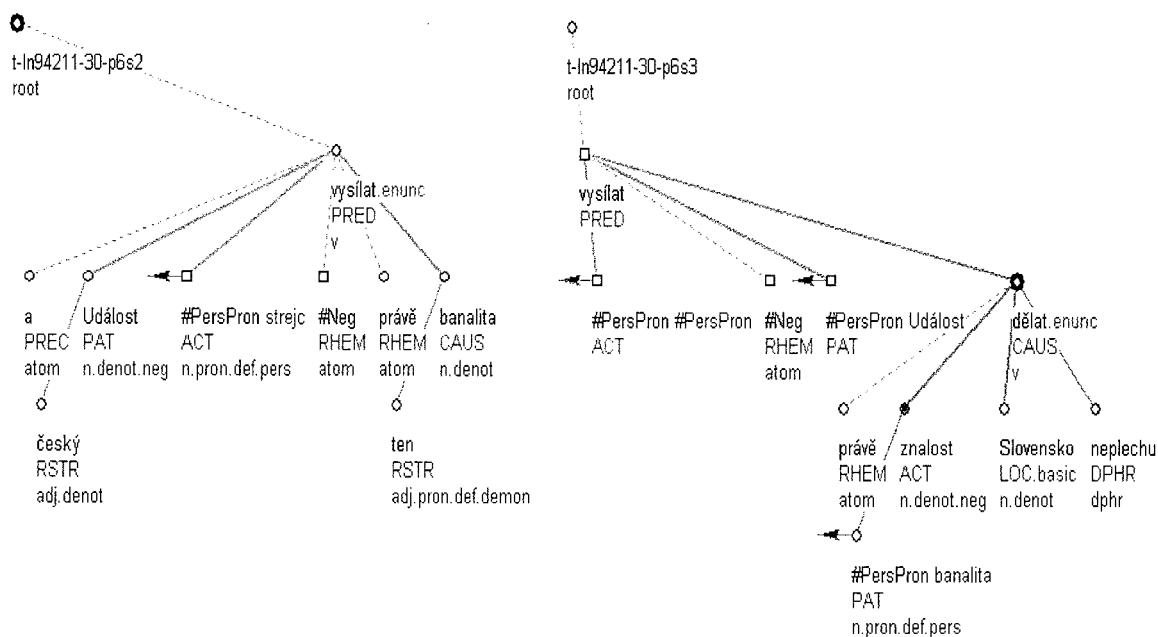 t-ln94211-30-p6s2
root
vysílat.enunc
PRED
v
a
PREC
atom
Událost
PAT
n.denot.neg
#PersPron strejc
ACT
n.pron.def.pers
#Neg
RHEM
atom
právě
RHEM
atom
banalita
CAUS
n.denot
český
RSTR
adj.denot
ten
RSTR
adj.pron.def.demon
t-ln94211-30-p6s3
root
vysílat
PRED
#PersPron #PersPron
ACT
#Neg
RHEM
atom
#PersPron Událost
PAT
dělat.enunc
CAUS
v
právě
RHEM
atom
znalost
ACT
n.denot.neg
Slovensko
LOC.basic
n.denot
neplechu
DPHR
dphr
#PersPron banalita
PAT
n.pron.def.pers